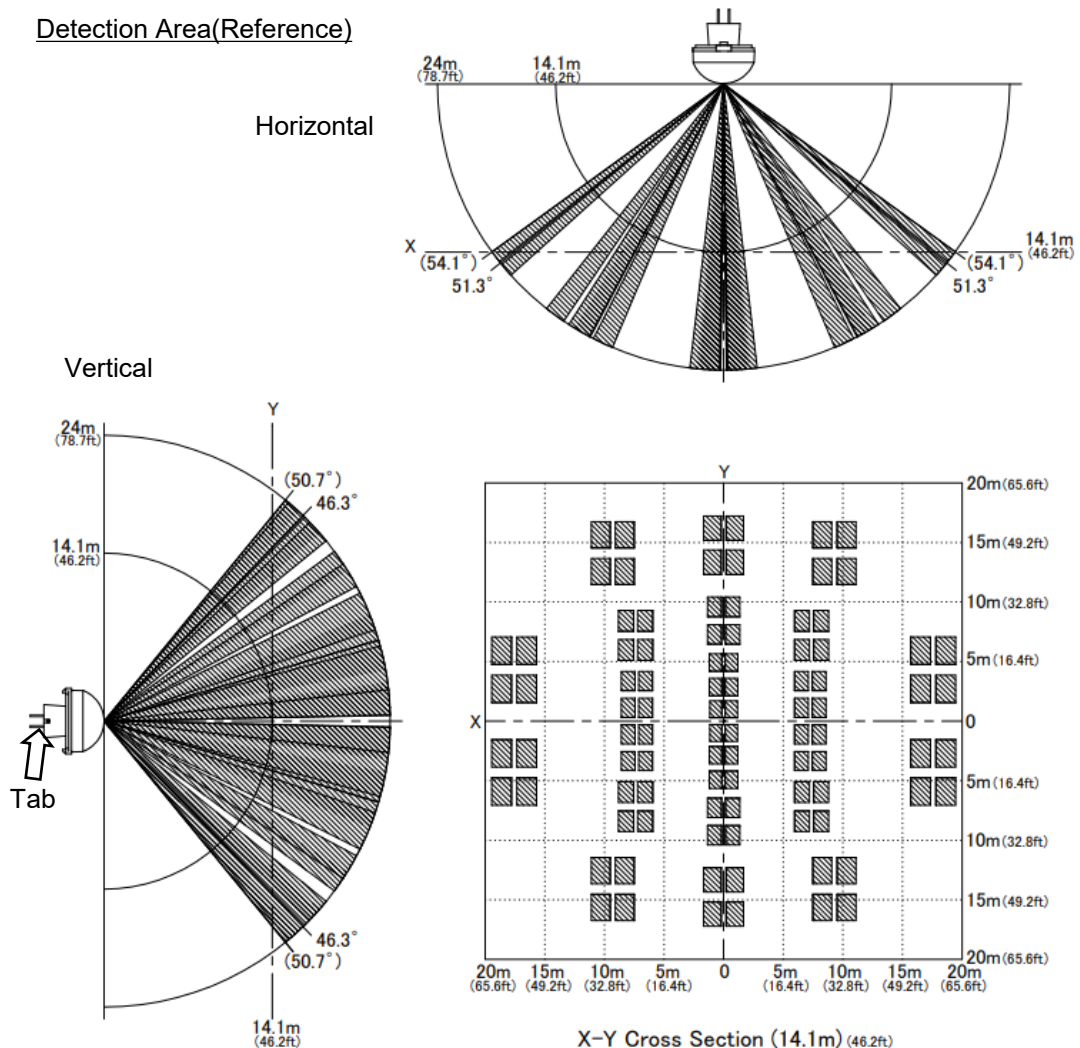 Detection Area(Reference)
24m
(78.7ft)
14.1m
(46.2ft)
Horizontal
X
14.1m
(46.2ft)
(54.1°)
51.3°
(54.1°)
51.3°
Vertical
Y
24m
(78.7ft)
(50.7°)
46.3°
14.1m
(46.2ft)
Tab
46.3°
(50.7°)
14.1m
(46.2ft)
Y
20m(65.6ft)
15m(49.2ft)
10m(32.8ft)
5m(16.4ft)
X
0
5m(16.4ft)
10m(32.8ft)
15m(49.2ft)
20m(65.6ft)
20m 15m 10m 5m 0 5m 10m 15m 20m
(65.6ft) (49.2ft) (32.8ft) (16.4ft) (16.4ft) (32.8ft) (49.2ft) (65.6ft)
X-Y Cross Section (14.1m) (46.2ft)